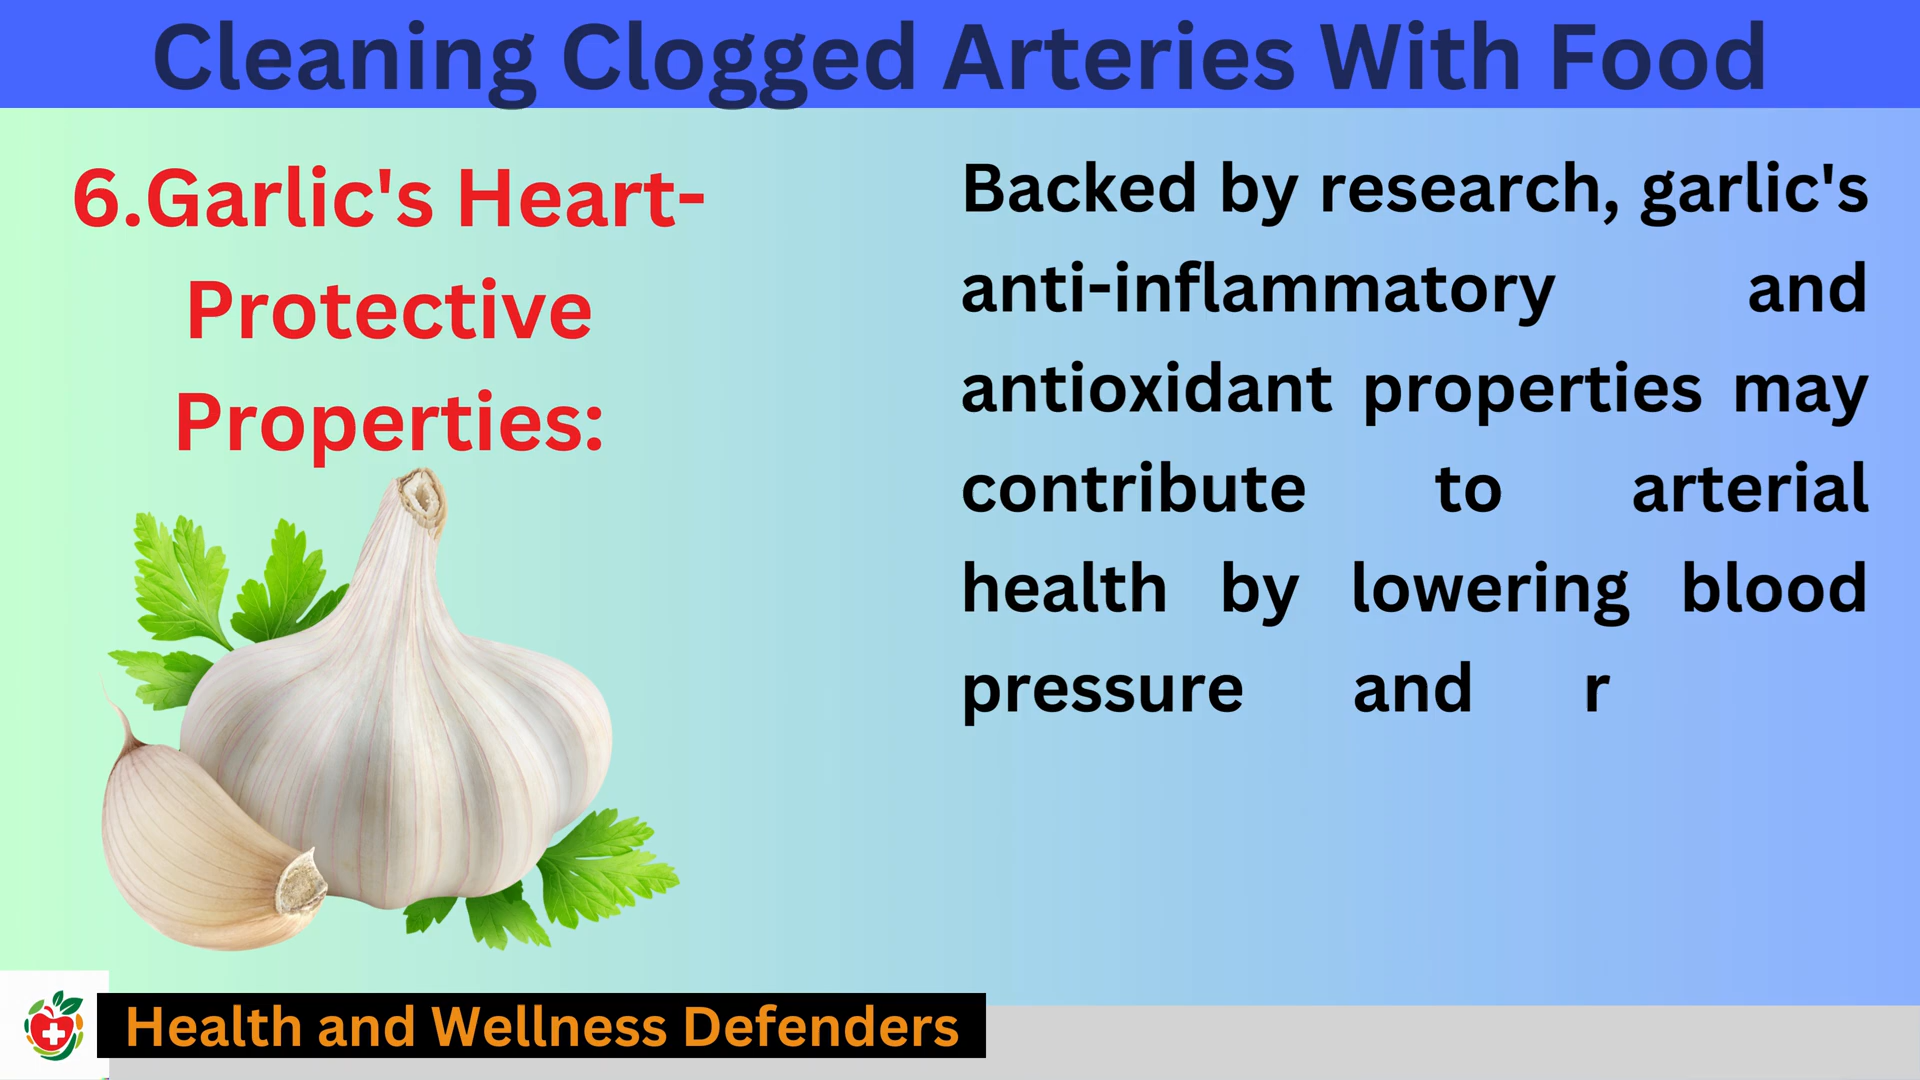 Cleaning Clogged Arteries With Food
6.Garlic's Heart-
Protective
Properties:
Backed by research, garlic's
anti-inflammatory and
antioxidant properties may
contribute to arterial
health by lowering blood
pressure and r
Health and Wellness Defenders